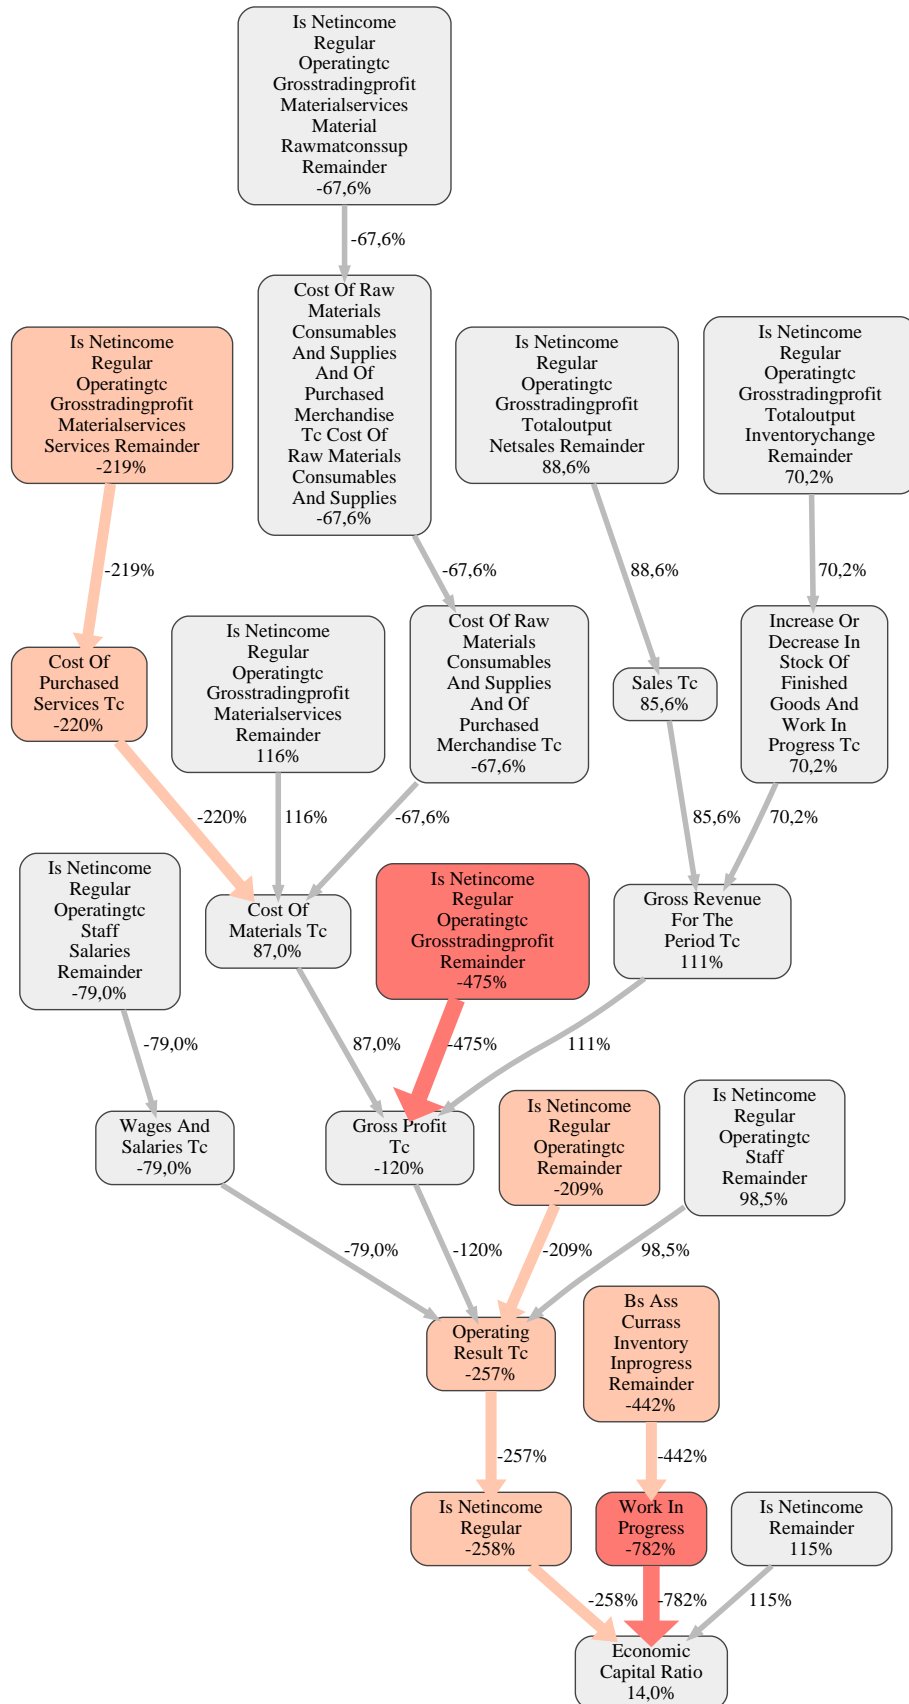 Is Netincome
Regular
Operatingtc
Grosstradingprofit
Materialservices
Material
Rawmatconssup
Remainder
-67,6%
-67,6%
Cost Of Raw
Materials
Consumables
And Supplies
And Of
Purchased
Merchandise
Tc Cost Of
Raw Materials
Consumables
And Supplies
-67,6%
Is Netincome
Regular
Operatingtc
Grosstradingprofit
Materialservices
Services Remainder
-219%
Is Netincome
Regular
Operatingtc
Grosstradingprofit
Totaloutput
Netsales Remainder
88,6%
Is Netincome
Regular
Operatingtc
Grosstradingprofit
Totaloutput
Inventorychange
Remainder
70,2%
-219%
-67,6%
88,6%
70,2%
Cost Of
Purchased
Services Tc
-220%
Is Netincome
Regular
Operatingtc
Grosstradingprofit
Materialservices
Remainder
116%
Cost Of Raw
Materials
Consumables
And Supplies
And Of
Purchased
Merchandise Tc
-67,6%
Sales Tc
85,6%
Increase Or
Decrease In
Stock Of
Finished
Goods And
Work In
Progress Tc
70,2%
-220%
116%
-67,6%
85,6%
70,2%
Is Netincome
Regular
Operatingtc
Staff
Salaries
Remainder
-79,0%
Cost Of
Materials Tc
87,0%
Is Netincome
Regular
Operatingtc
Grosstradingprofit
Remainder
-475%
Gross Revenue
For The
Period Tc
111%
-79,0%
87,0%
-475%
111%
Wages And
Salaries Tc
-79,0%
Gross Profit
Tc
-120%
Is Netincome
Regular
Operatingtc
Remainder
-209%
Is Netincome
Regular
Operatingtc
Staff
Remainder
98,5%
-79,0%
-120%
-209%
98,5%
Operating
Result Tc
-257%
Bs Ass
Currass
Inventory
Inprogress
Remainder
-442%
-257%
-442%
Is Netincome
Regular
-258%
Work In
Progress
-782%
Is Netincome
Remainder
115%
-258%
-782%
115%
Economic
Capital Ratio
14,0%